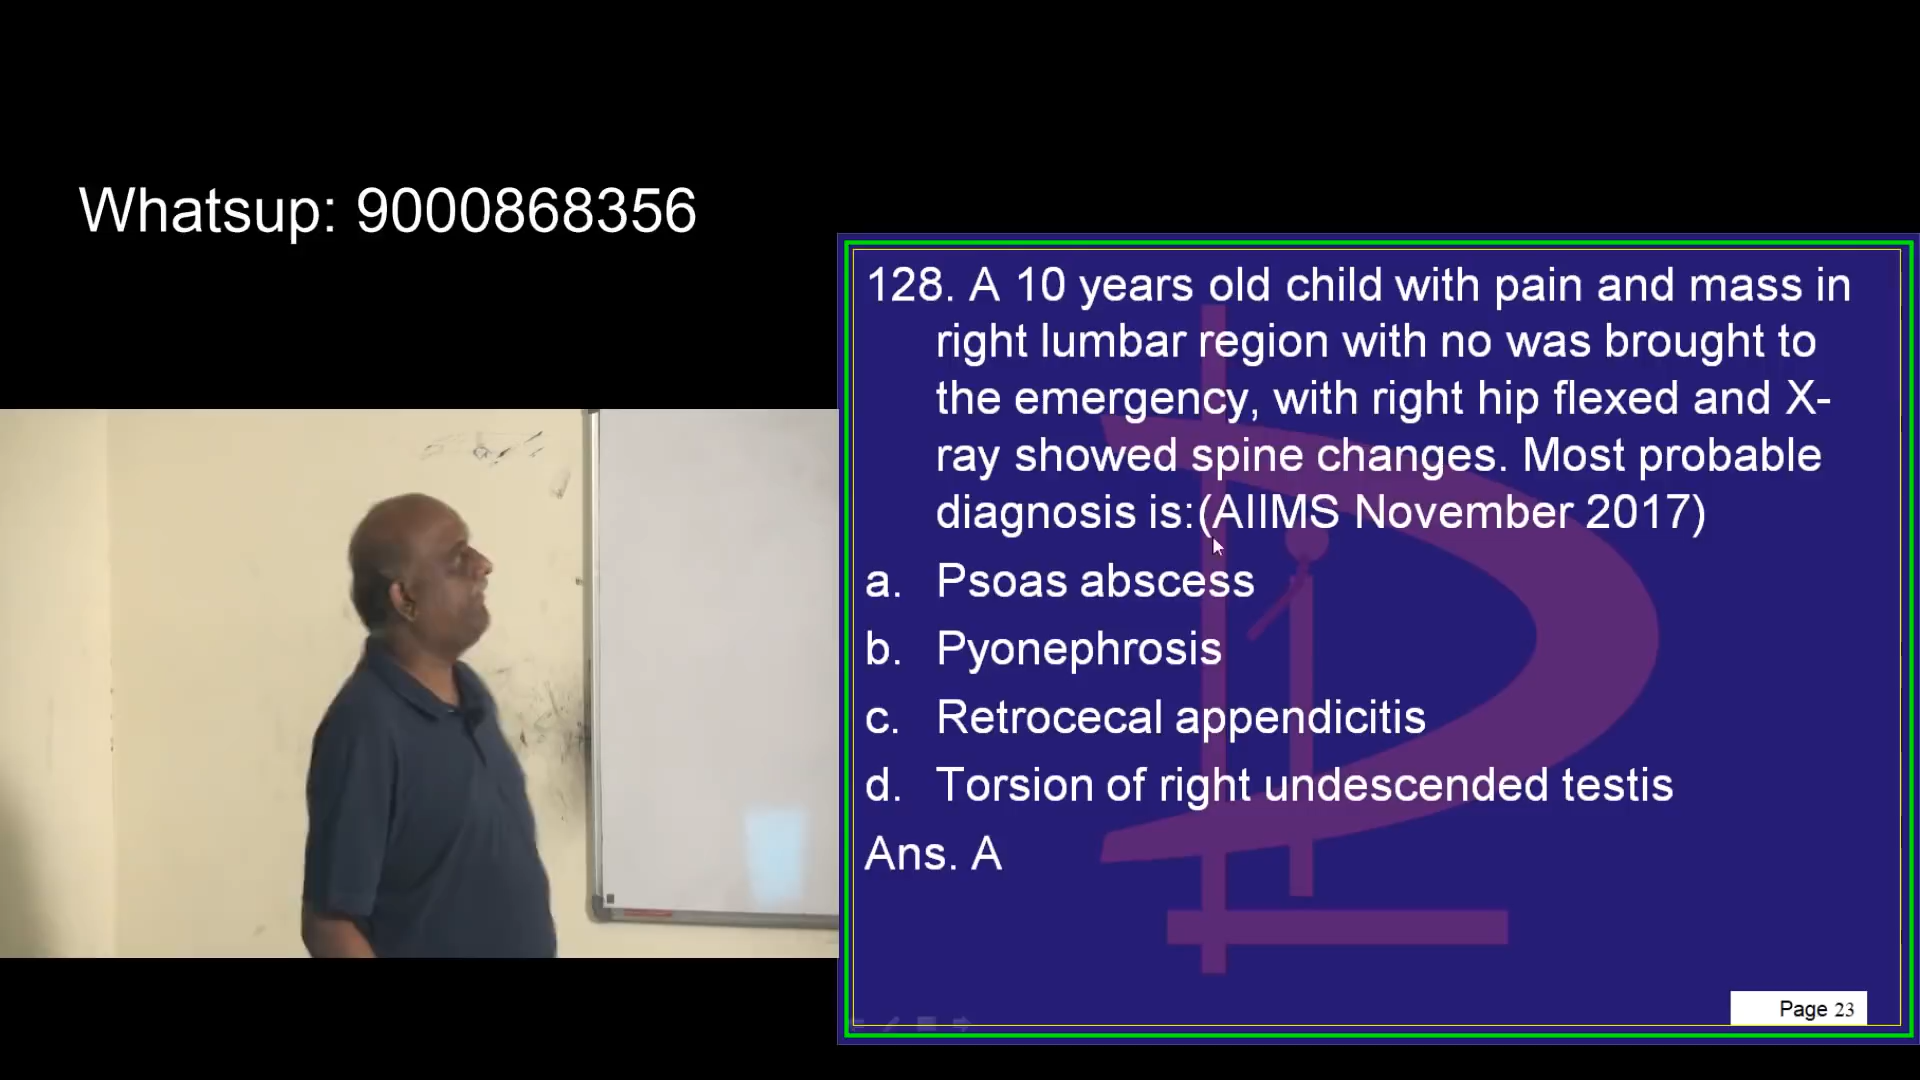 Whatsup: 9000868356
128. A 10 years old child with pain and mass in
right lumbar region with no was brought to
the emergency, with right hip flexed and X-
ray showed spine changes. Most probable
diagnosis is:(AIIMS November 2017)
a. Psoas abscess
b. Pyonephrosis
c. Retrocecal appendicitis
d. Torsion of right undescended testis
Ans. A
Page 23